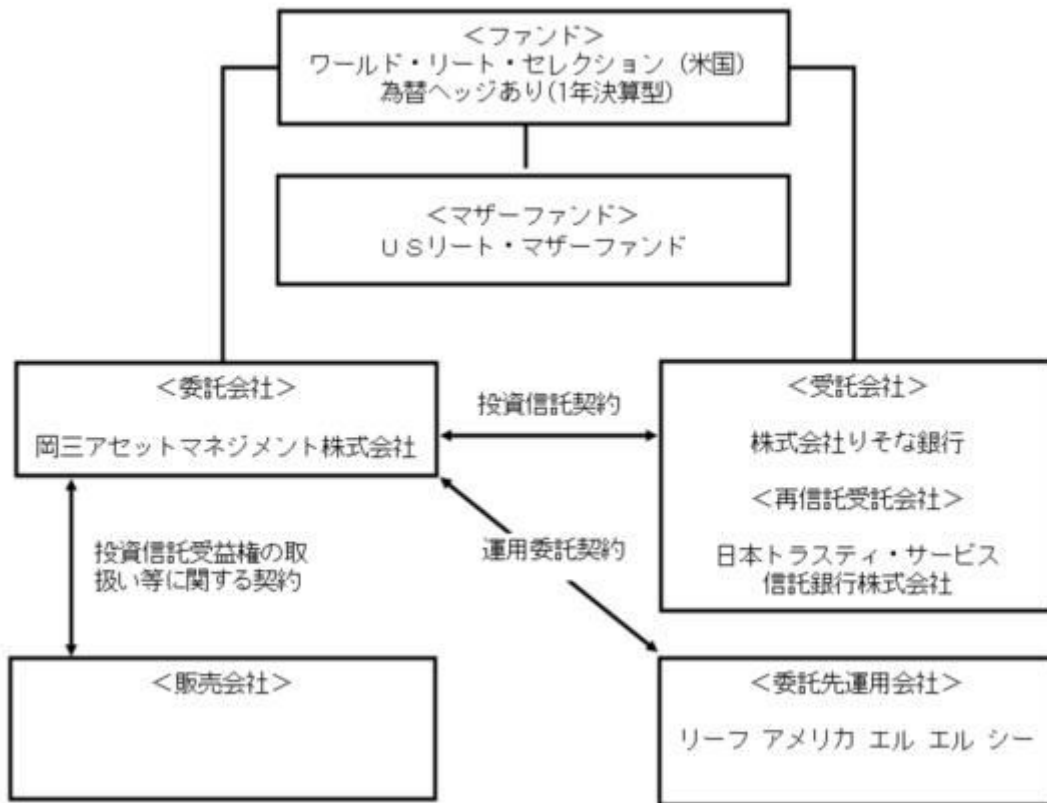 ＜ファンド＞
ワールド・リート・セレクション（米国）
為替ヘッジあり(1年決算型)
＜マザーファンド＞
ＵＳリート・マザーファンド
＜委託会社＞
岡三アセットマネジメント株式会社
投資信託契約
＜受託会社＞
株式会社りそな銀行
＜再信託受託会社＞
日本トラスティ・サービス
信託銀行株式会社
投資信託受益権の取
扱い等に関する契約
運用委託契約
＜販売会社＞
＜委託先運用会社＞
リーフ アメリカ エル エル シー